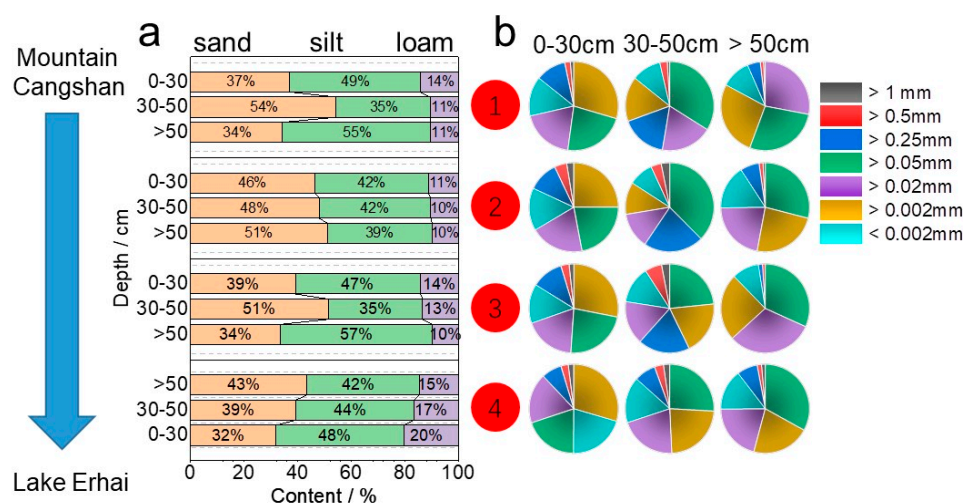 a
sand silt loam
Mountain
Cangshan
Lake Erhai
Depth / cm
0-30 37% 49% 14%
30-50 54% 35% 11%
>50 34% 55% 11%
0-30 46% 42% 11%
30-50 48% 42% 10%
>50 51% 39% 10%
0-30 39% 47% 14%
30-50 51% 35% 13%
>50 34% 57% 10%
>50 43% 42% 15%
30-50 39% 44% 17%
0-30 32% 48% 20%
0 20 40 60 80 100
Content / %
b
0-30cm 30-50cm > 50cm
1
2
3
4
> 1 mm
> 0.5mm
> 0.25mm
> 0.05mm
> 0.02mm
> 0.002mm
< 0.002mm